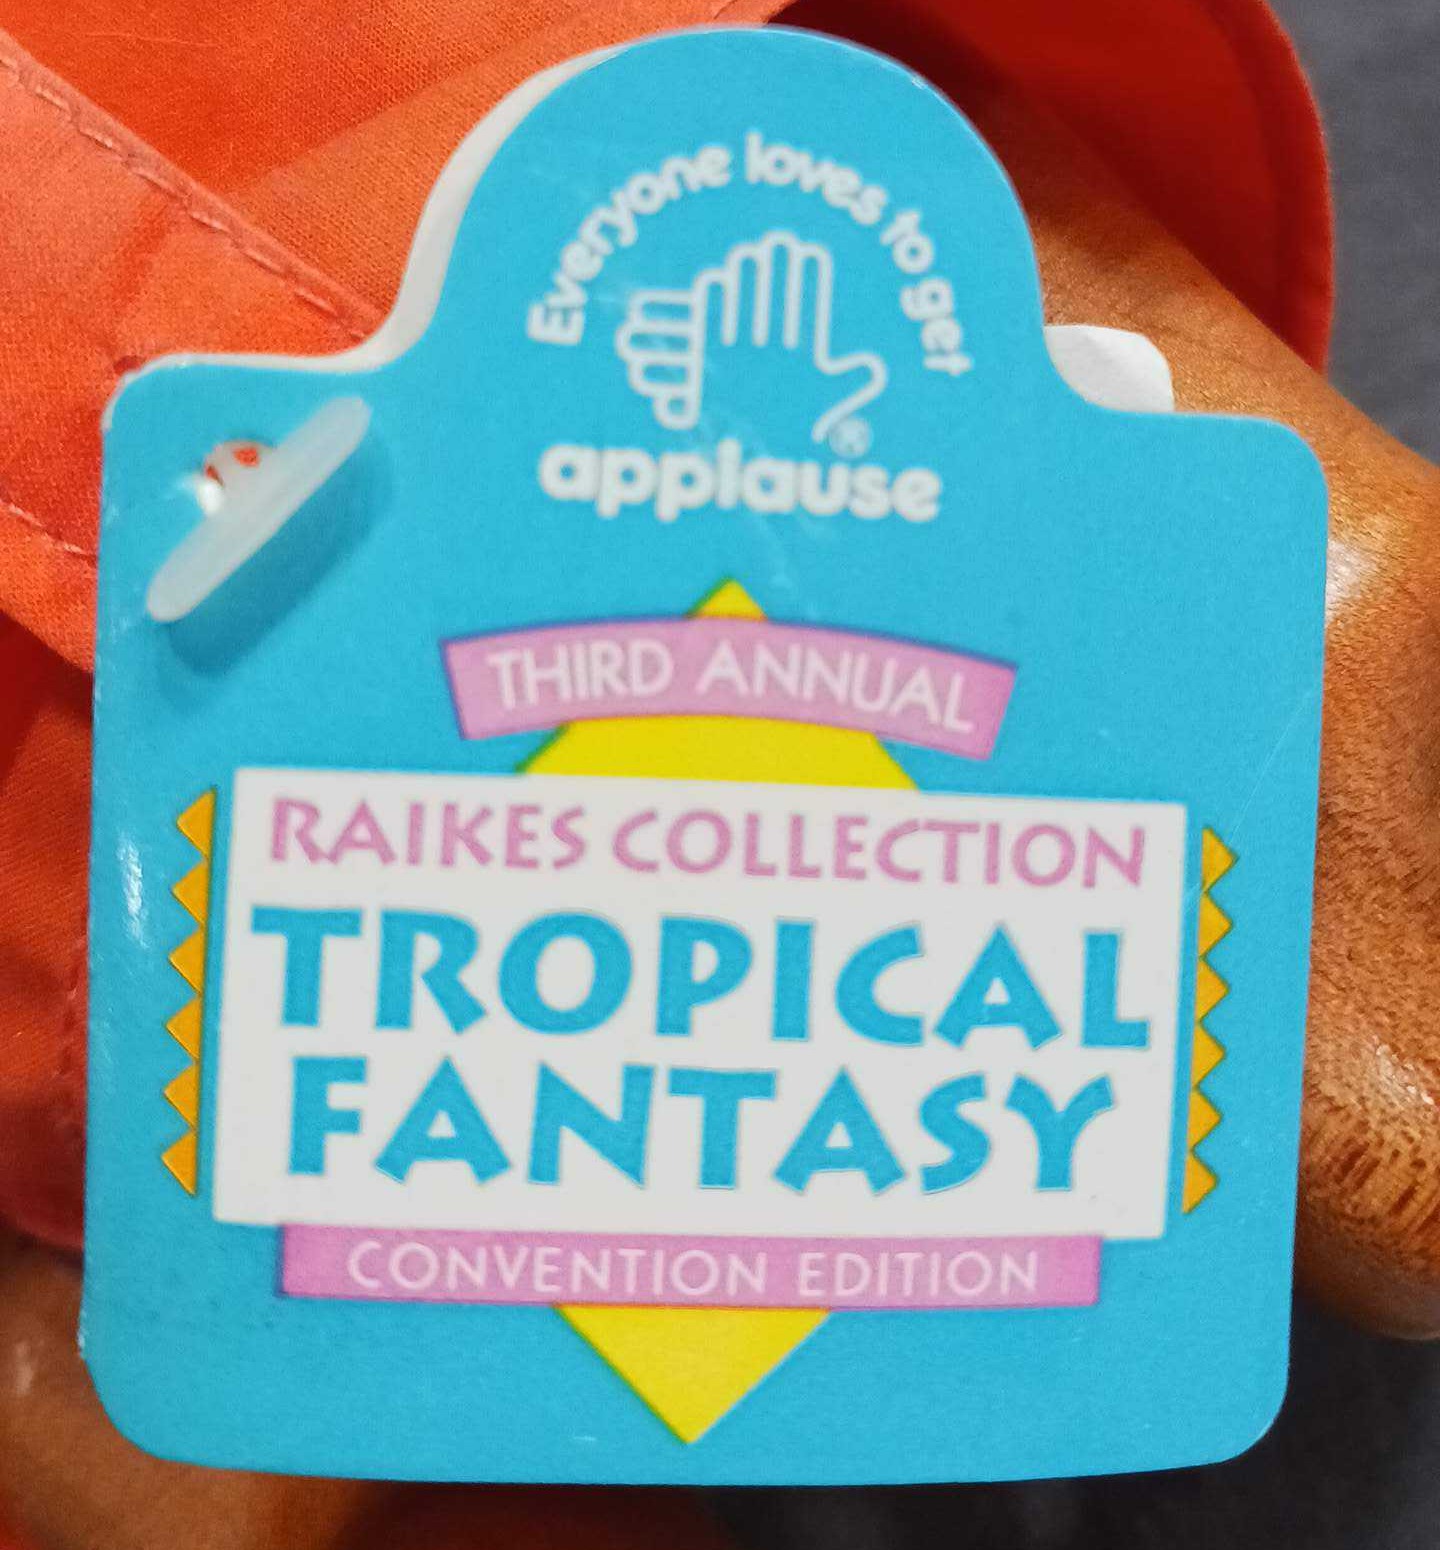 Everyone loves to get
®
applause
THIRD ANNUAL
RAIKES COLLECTION
TROPICAL
FANTASY
CONVENTION EDITION